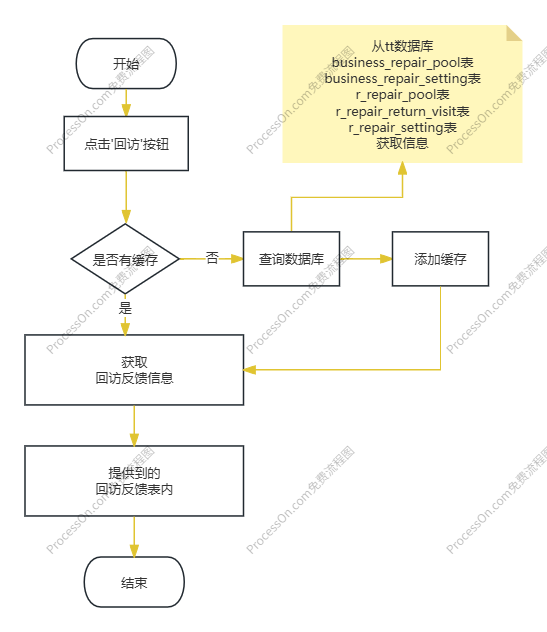 开始
从tt数据库
business_repair_pool表
business_repair_setting表
r_repair_pool表
r_repair_return_visit表
r_repair_setting表
获取信息
点击'回访'按钮
是否有缓存
否
查询数据库
添加缓存
是
获取
回访反馈信息
提供到的
回访反馈表内
结束
ProcessOn.com免费流程图
ProcessOn.com免费流程图
ProcessOn.com免费流程图
ProcessOn.com免费流程图
ProcessOn.com免费流程图
ProcessOn.com免费流程图
ProcessOn.com免费流程图
ProcessOn.com免费流程图
ProcessOn.com免费流程图